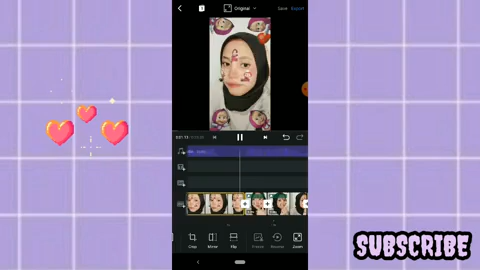 Original
Save Export
Crop Mirror Flip Freeze Reverse Zoom
SUBSCRIBE